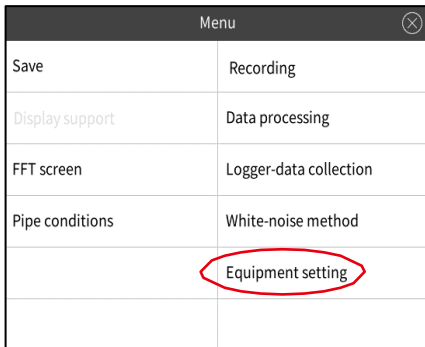 Menu
Save
Recording
Display support
Data processing
FFT screen
Logger-data collection
Pipe conditions
White-noise method
Equipment setting